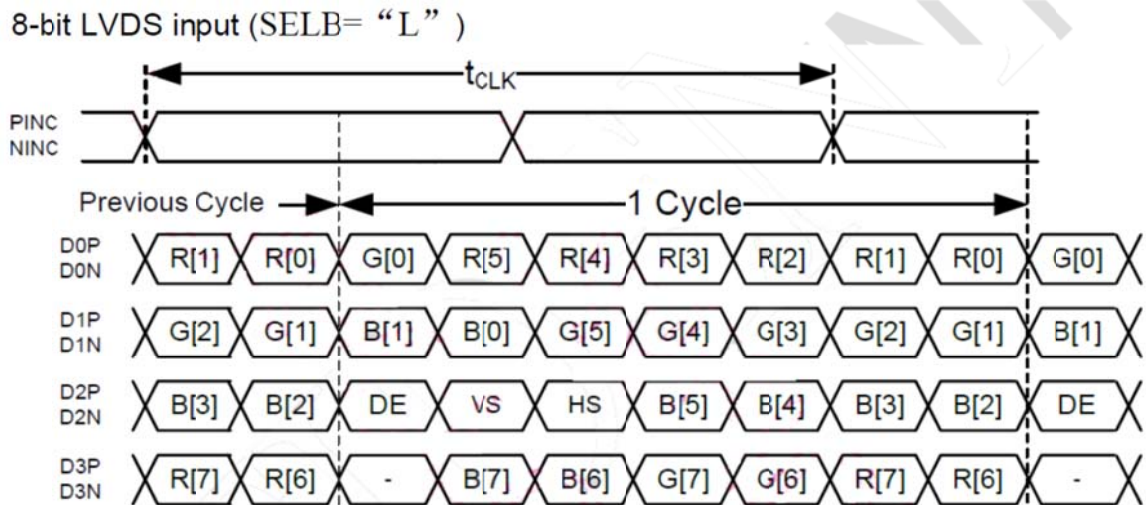 8-bit LVDS input (SELB= “L” )
tCLK
PINC
NINC
Previous Cycle
1 Cycle
D0P
D0N
R[1] R[0] G[0] R[5] R[4] R[3] R[2] R[1] R[0] G[0]
D1P
D1N
G[2] G[1] B[1] B[0] G[5] G[4] G[3] G[2] G[1] B[1]
D2P
D2N
B[3] B[2] DE VS HS B[5] B[4] B[3] B[2] DE
D3P
D3N
R[7] R[6] - B[7] B[6] G[7] G[6] R[7] R[6] -